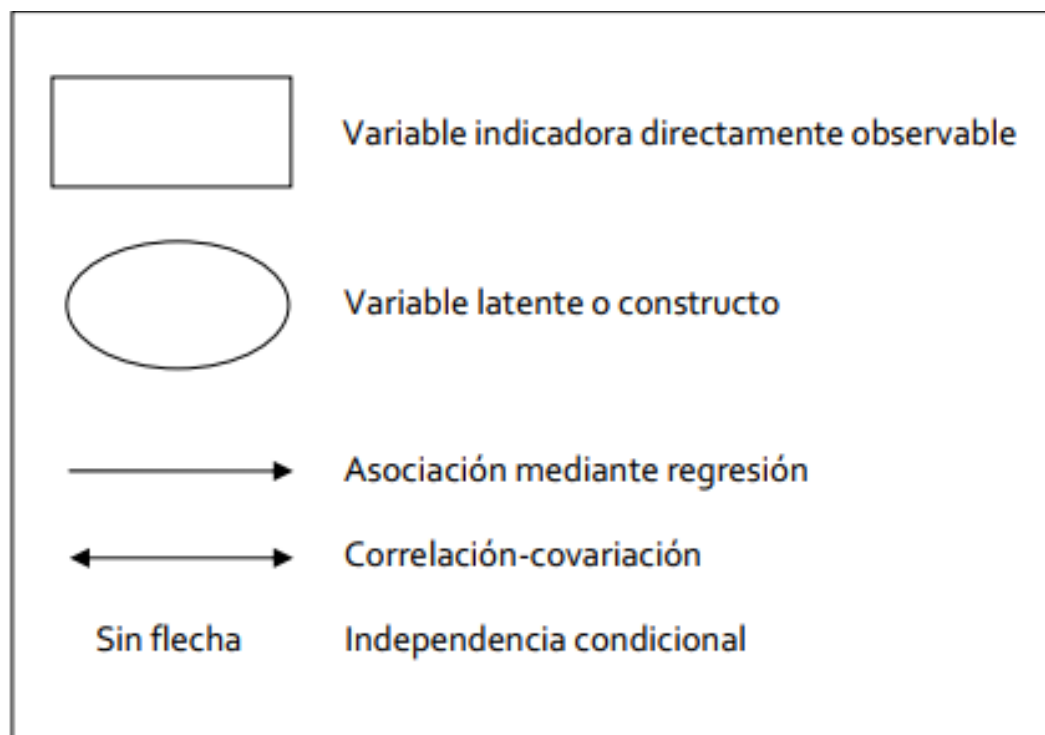 Variable indicadora directamente observable
Variable latente o constructo
Asociación mediante regresión
Correlación-covariación
Sin flecha Independencia condicional